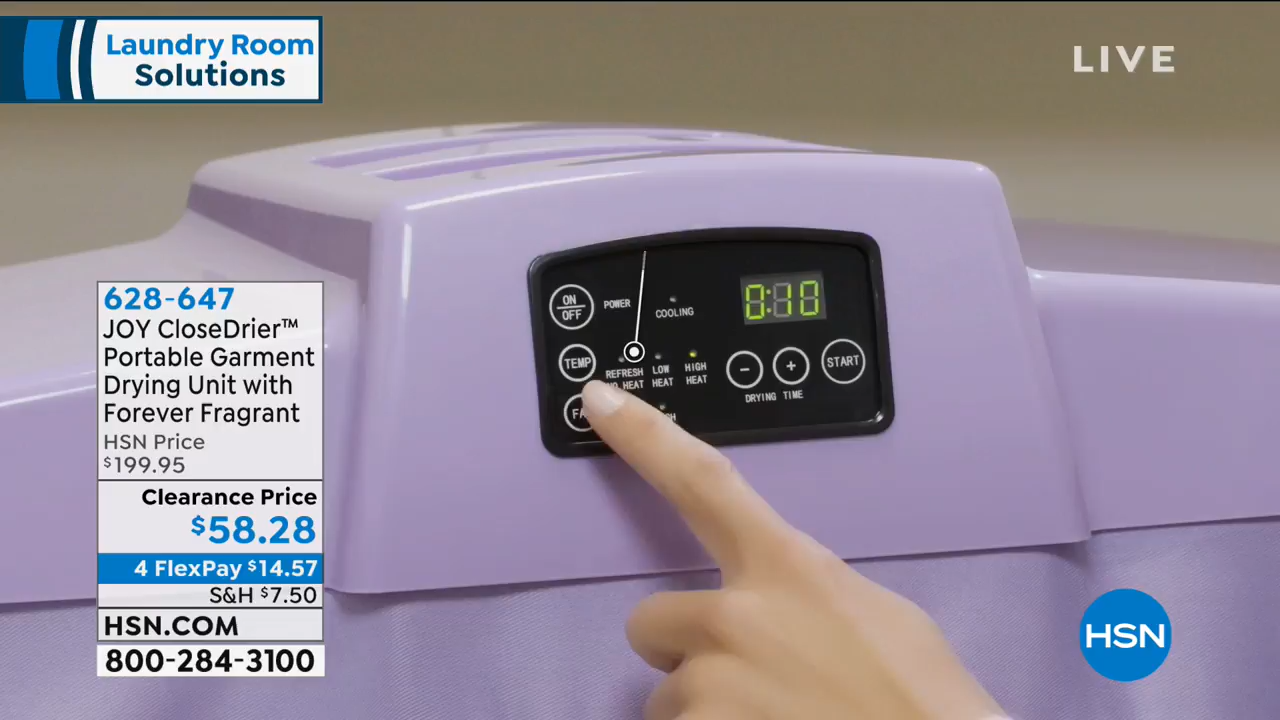 Laundry Room
Solutions
LIVE
628-647
JOY CloseDrier™
Portable Garment
Drying Unit with
Forever Fragrant
HSN Price
$199.95
Clearance Price
$58.28
4 FlexPay $14.57
S&H $7.50
HSN.COM
800-284-3100
ON
OFF
POWER
COOLING
0:10
TEMP
REFRESH
HEAT
LOW
HEAT
HIGH
HEAT
−
+
START
DRYING TIME
HSN